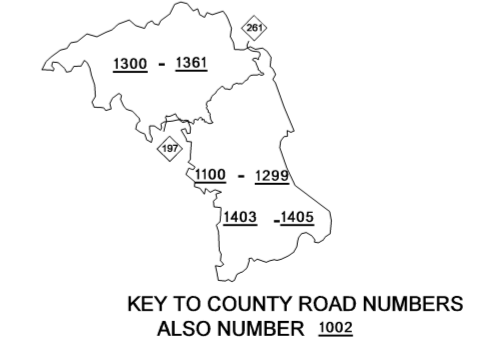 261
1300 - 1361
197
1100 - 1299
1403 - 1405
KEY TO COUNTY ROAD NUMBERS
ALSO NUMBER 1002